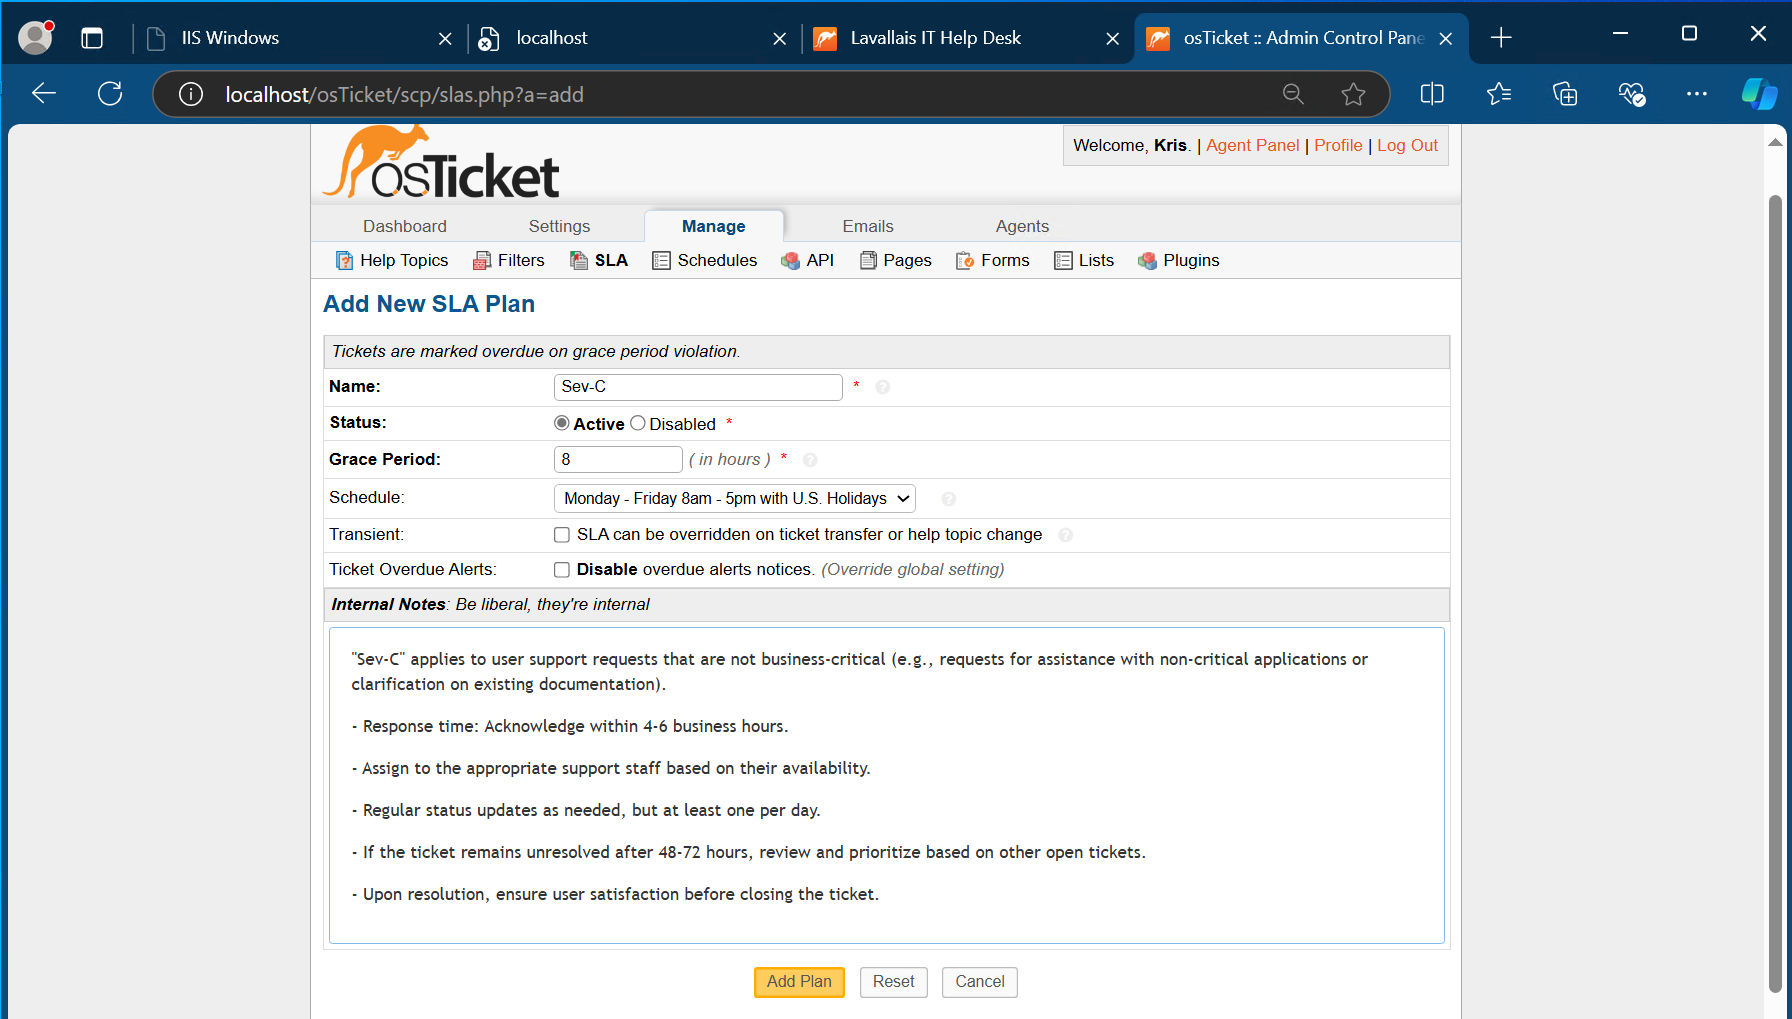 IIS Windows
localhost
Lavallais IT Help Desk
osTicket :: Admin Control Pane
localhost/osTicket/scp/slas.php?a=add
osTicket
Welcome, Kris. | Agent Panel | Profile | Log Out
Dashboard Settings Manage Emails Agents
Help Topics Filters SLA Schedules API Pages Forms Lists Plugins
Add New SLA Plan
Tickets are marked overdue on grace period violation.
Name: Sev-C * ?
Status: Active Disabled *
Grace Period: 8 ( in hours ) * ?
Schedule: Monday - Friday 8am - 5pm with U.S. Holidays ?
Transient: SLA can be overridden on ticket transfer or help topic change ?
Ticket Overdue Alerts: Disable overdue alerts notices. (Override global setting)
Internal Notes: Be liberal, they're internal
"Sev-C" applies to user support requests that are not business-critical (e.g., requests for assistance with non-critical applications or
clarification on existing documentation).
- Response time: Acknowledge within 4-6 business hours.
- Assign to the appropriate support staff based on their availability.
- Regular status updates as needed, but at least one per day.
- If the ticket remains unresolved after 48-72 hours, review and prioritize based on other open tickets.
- Upon resolution, ensure user satisfaction before closing the ticket.
Add Plan Reset Cancel